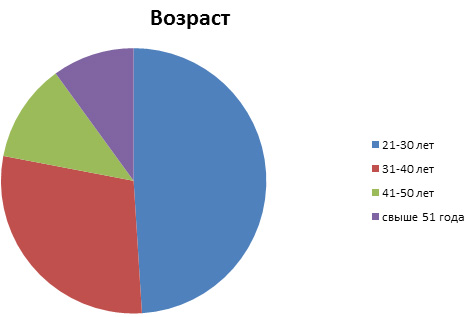 Возраст
21-30 лет
31-40 лет
41-50 лет
свыше 51 года